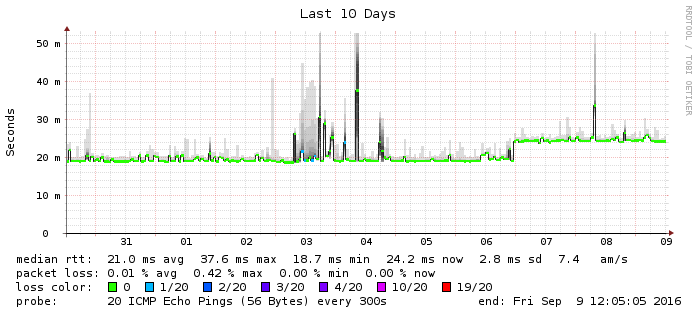 Last 10 Days
RRDTOOL / TOBI OETIKER
Seconds
50 m
40 m
30 m
20 m
10 m
0
31 01 02 03 04 05 06 07 08 09
median rtt: 21.0 ms avg 37.6 ms max 18.7 ms min 24.2 ms now 2.8 ms sd 7.4 am/s
packet loss: 0.01 % avg 0.42 % max 0.00 % min 0.00 % now
loss color: 0 1/20 2/20 3/20 4/20 10/20 19/20
probe: 20 ICMP Echo Pings (56 Bytes) every 300s end: Fri Sep 9 12:05:05 2016